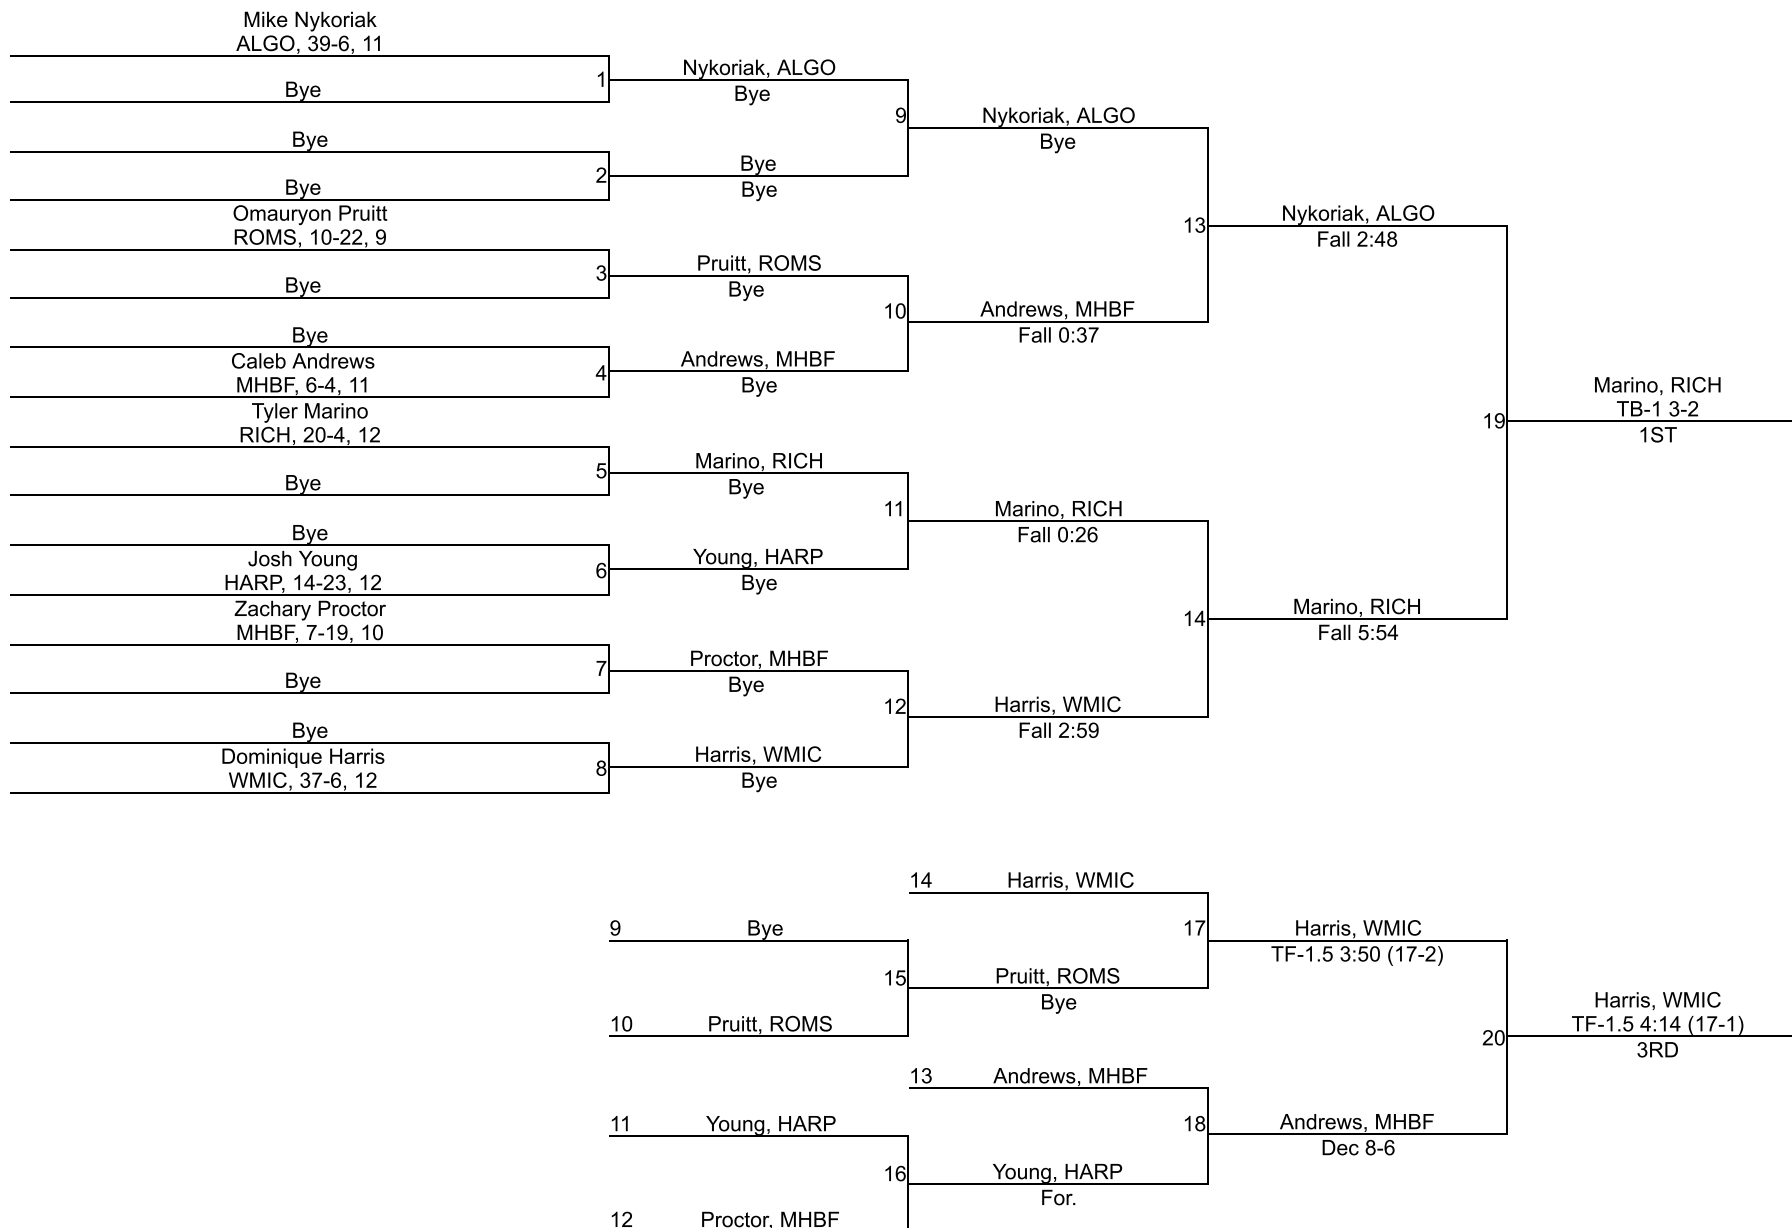 Mike Nykoriak
ALGO, 39-6, 11
Bye
1
Bye
Bye
2
Omauryon Pruitt
ROMS, 10-22, 9
Bye
3
Bye
Caleb Andrews
MHBF, 6-4, 11
4
Tyler Marino
RICH, 20-4, 12
Bye
5
Bye
Josh Young
HARP, 14-23, 12
6
Zachary Proctor
MHBF, 7-19, 10
Bye
7
Bye
Dominique Harris
WMIC, 37-6, 12
8
Nykoriak, ALGO
Bye
9
Bye
Bye
Pruitt, ROMS
Bye
10
Andrews, MHBF
Bye
Marino, RICH
Bye
11
Young, HARP
Bye
Proctor, MHBF
Bye
12
Harris, WMIC
Bye
Nykoriak, ALGO
Bye
13
Andrews, MHBF
Fall 0:37
Marino, RICH
Fall 0:26
14
Harris, WMIC
Fall 2:59
Nykoriak, ALGO
Fall 2:48
19
Marino, RICH
Fall 5:54
Marino, RICH
TB-1 3-2
1ST
9 Bye
15
10 Pruitt, ROMS
11 Young, HARP
16
12 Proctor, MHBF
14 Harris, WMIC
17
Pruitt, ROMS
Bye
13 Andrews, MHBF
18
Young, HARP
For.
Harris, WMIC
TF-1.5 3:50 (17-2)
20
Andrews, MHBF
Dec 8-6
Harris, WMIC
TF-1.5 4:14 (17-1)
3RD